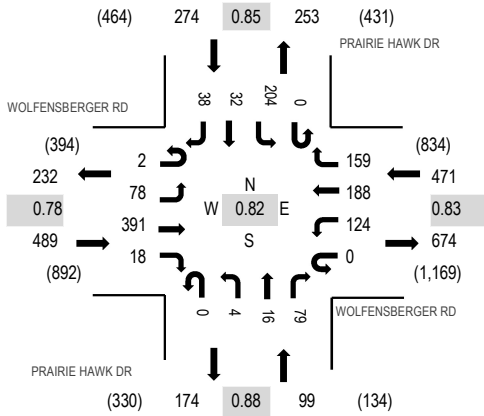 (464) 274 0.85 253 (431)
PRAIRIE HAWK DR
WOLFENSBERGER RD
38 32 204 0
(394) (834)
232 2 159 471
78 188
N
0.78 W 0.82 E 0.83
S
391 124
489 674
18 0
(892) (1,169)
0 4 16 79
WOLFENSBERGER RD
PRAIRIE HAWK DR
(330) 174 0.88 99 (134)